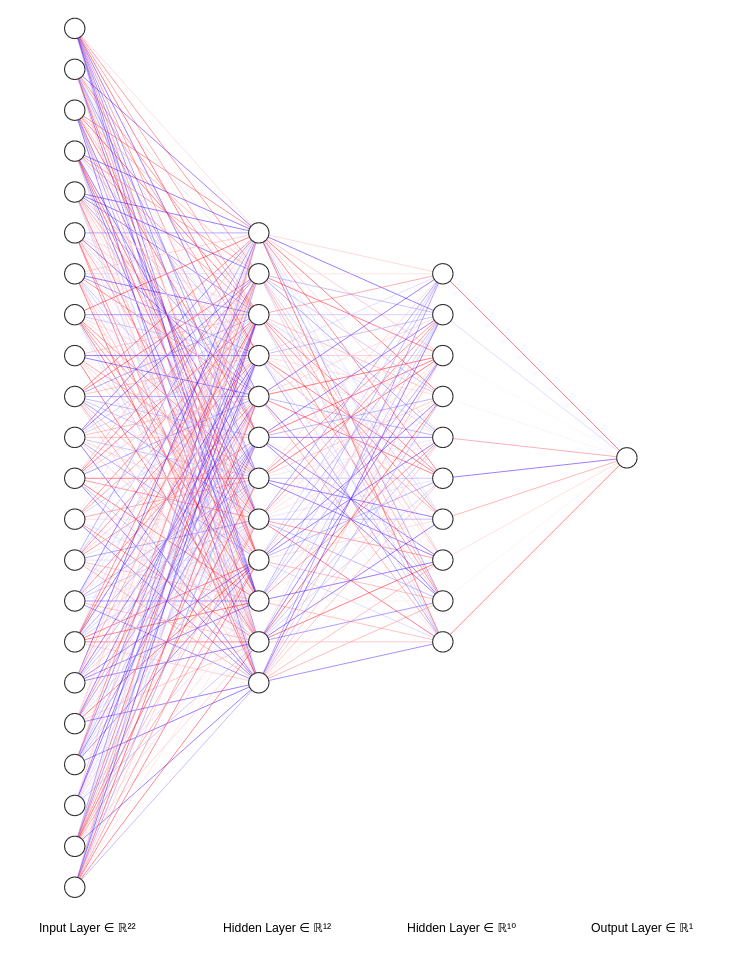 Input Layer ∈ ℝ²² Hidden Layer ∈ ℝ¹² Hidden Layer ∈ ℝ¹⁰ Output Layer ∈ ℝ¹